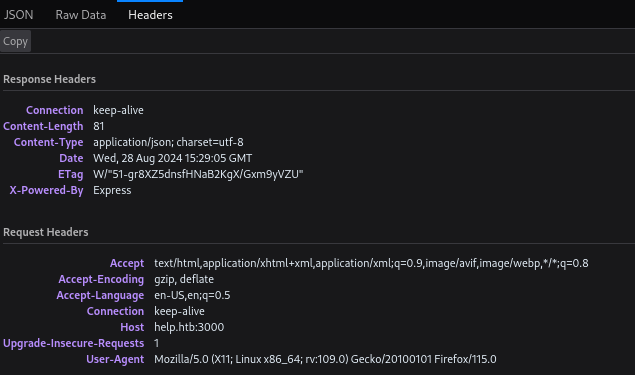 JSON Raw Data Headers
Copy
Response Headers
Connection keep-alive
Content-Length 81
Content-Type application/json; charset=utf-8
Date Wed, 28 Aug 2024 15:29:05 GMT
ETag W/"51-gr8XZ5dnsfHNaB2KgX/Gxm9yVZU"
X-Powered-By Express
Request Headers
Accept text/html,application/xhtml+xml,application/xml;q=0.9,image/avif,image/webp,*/*;q=0.8
Accept-Encoding gzip, deflate
Accept-Language en-US,en;q=0.5
Connection keep-alive
Host help.htb:3000
Upgrade-Insecure-Requests 1
User-Agent Mozilla/5.0 (X11; Linux x86_64; rv:109.0) Gecko/20100101 Firefox/115.0